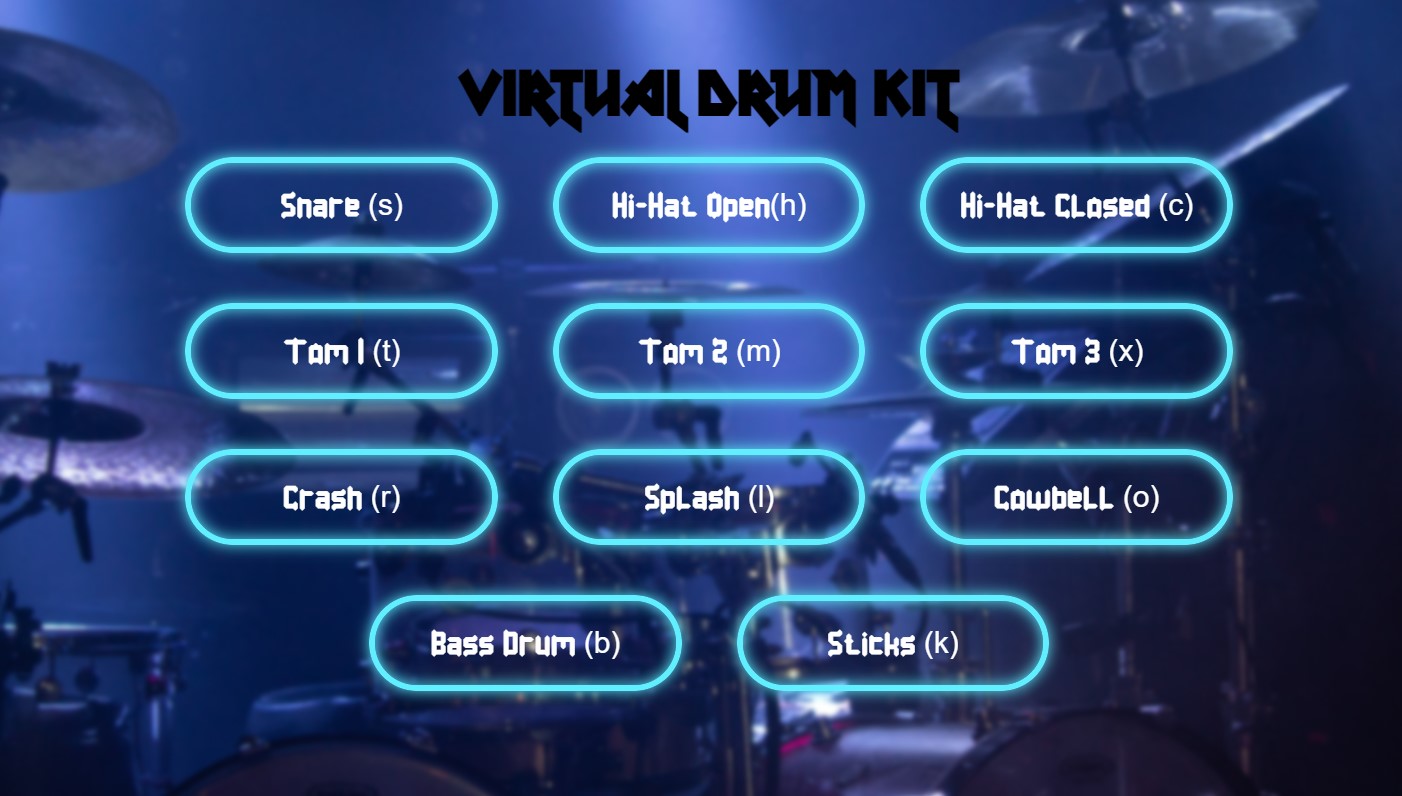 VIRTUAL DRUM KIT
Snare (s)
Hi-Hat Open(h)
Hi-Hat Closed (c)
Tom 1 (t)
Tom 2 (m)
Tom 3 (x)
Crash (r)
Splash (l)
Cowbell (o)
Bass Drum (b)
Sticks (k)